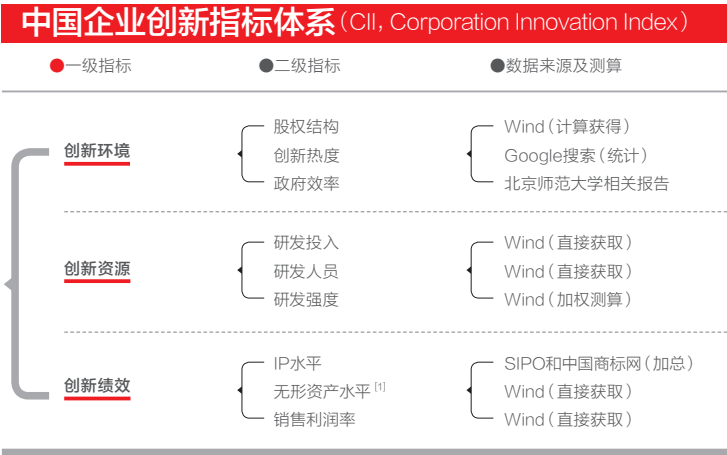 中国企业创新指标体系（CII, Corporation Innovation Index）
●一级指标 ●二级指标 ●数据来源及测算
创新环境
股权结构 Wind（计算获得）
创新热度 Google搜索（统计）
政府效率 北京师范大学相关报告
创新资源
研发投入 Wind（直接获取）
研发人员 Wind（直接获取）
研发强度 Wind（加权测算）
创新绩效
IP水平 SIPO和中国商标网（加总）
无形资产水平 [1] Wind（直接获取）
销售利润率 Wind（直接获取）